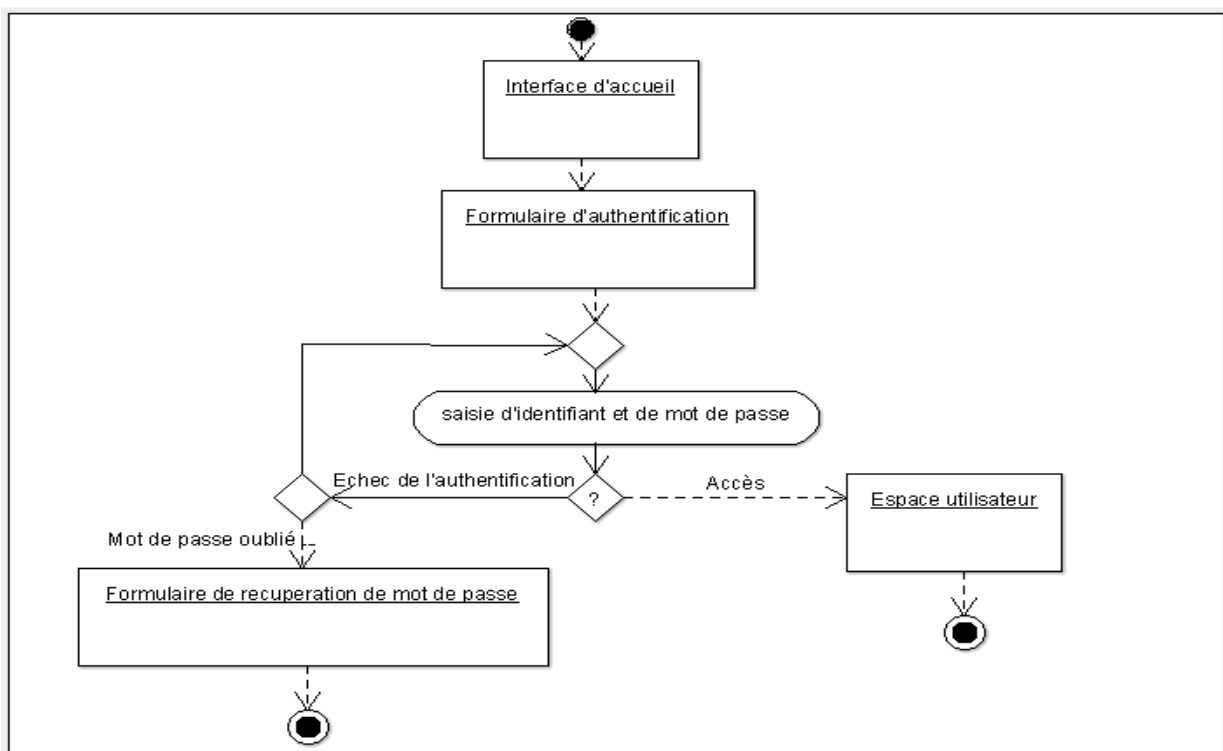 Interface d'accueil
Formulaire d'authentification
saisie d'identifiant et de mot de passe
Echec de l'authentification
?
Accès
Espace utilisateur
Mot de passe oublié
Formulaire de recuperation de mot de passe